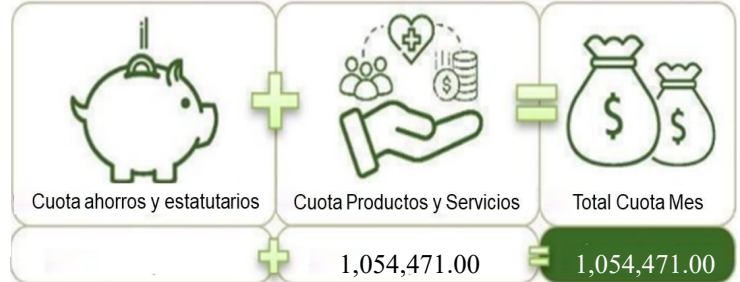 Cuota ahorros y estatutarios
Cuota Productos y Servicios
Total Cuota Mes
+
1,054,471.00
=
1,054,471.00